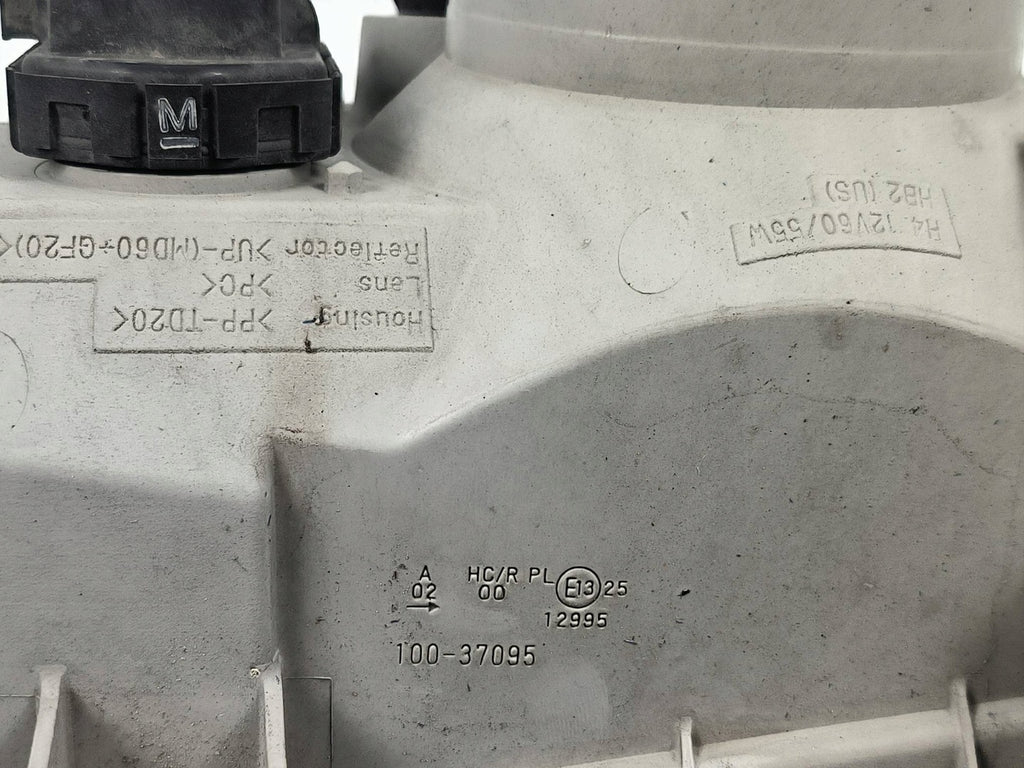 M
H4 12V60/55W
HB2 (US)
Housing >PP-TD20<
Lens >PC<
Reflector >UP-(MD60+GF20)<
A HC/R PL E13 25
02 00
→ 12995
100-37095